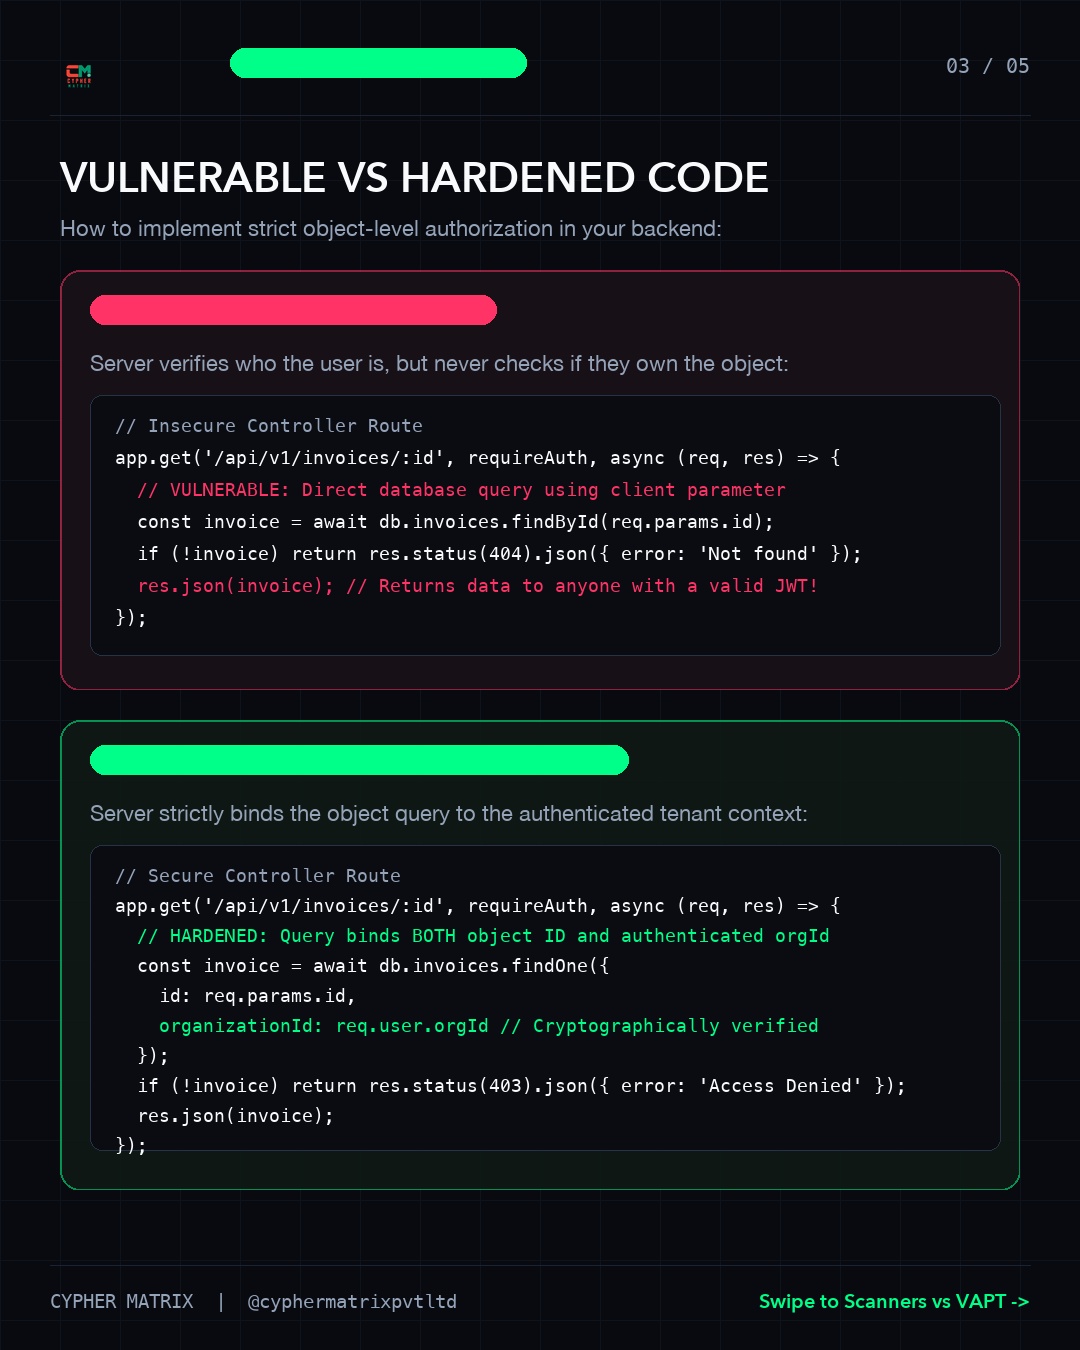 CM
CYPHER
MATRIX
03 / 05
VULNERABLE VS HARDENED CODE
How to implement strict object-level authorization in your backend:
Server verifies who the user is, but never checks if they own the object:
// Insecure Controller Route
app.get('/api/v1/invoices/:id', requireAuth, async (req, res) => {
  // VULNERABLE: Direct database query using client parameter
  const invoice = await db.invoices.findById(req.params.id);
  if (!invoice) return res.status(404).json({ error: 'Not found' });
  res.json(invoice); // Returns data to anyone with a valid JWT!
});
Server strictly binds the object query to the authenticated tenant context:
// Secure Controller Route
app.get('/api/v1/invoices/:id', requireAuth, async (req, res) => {
  // HARDENED: Query binds BOTH object ID and authenticated orgId
  const invoice = await db.invoices.findOne({
    id: req.params.id,
    organizationId: req.user.orgId // Cryptographically verified
  });
  if (!invoice) return res.status(403).json({ error: 'Access Denied' });
  res.json(invoice);
});
CYPHER MATRIX | @cyphermatrixpvtltd
Swipe to Scanners vs VAPT ->